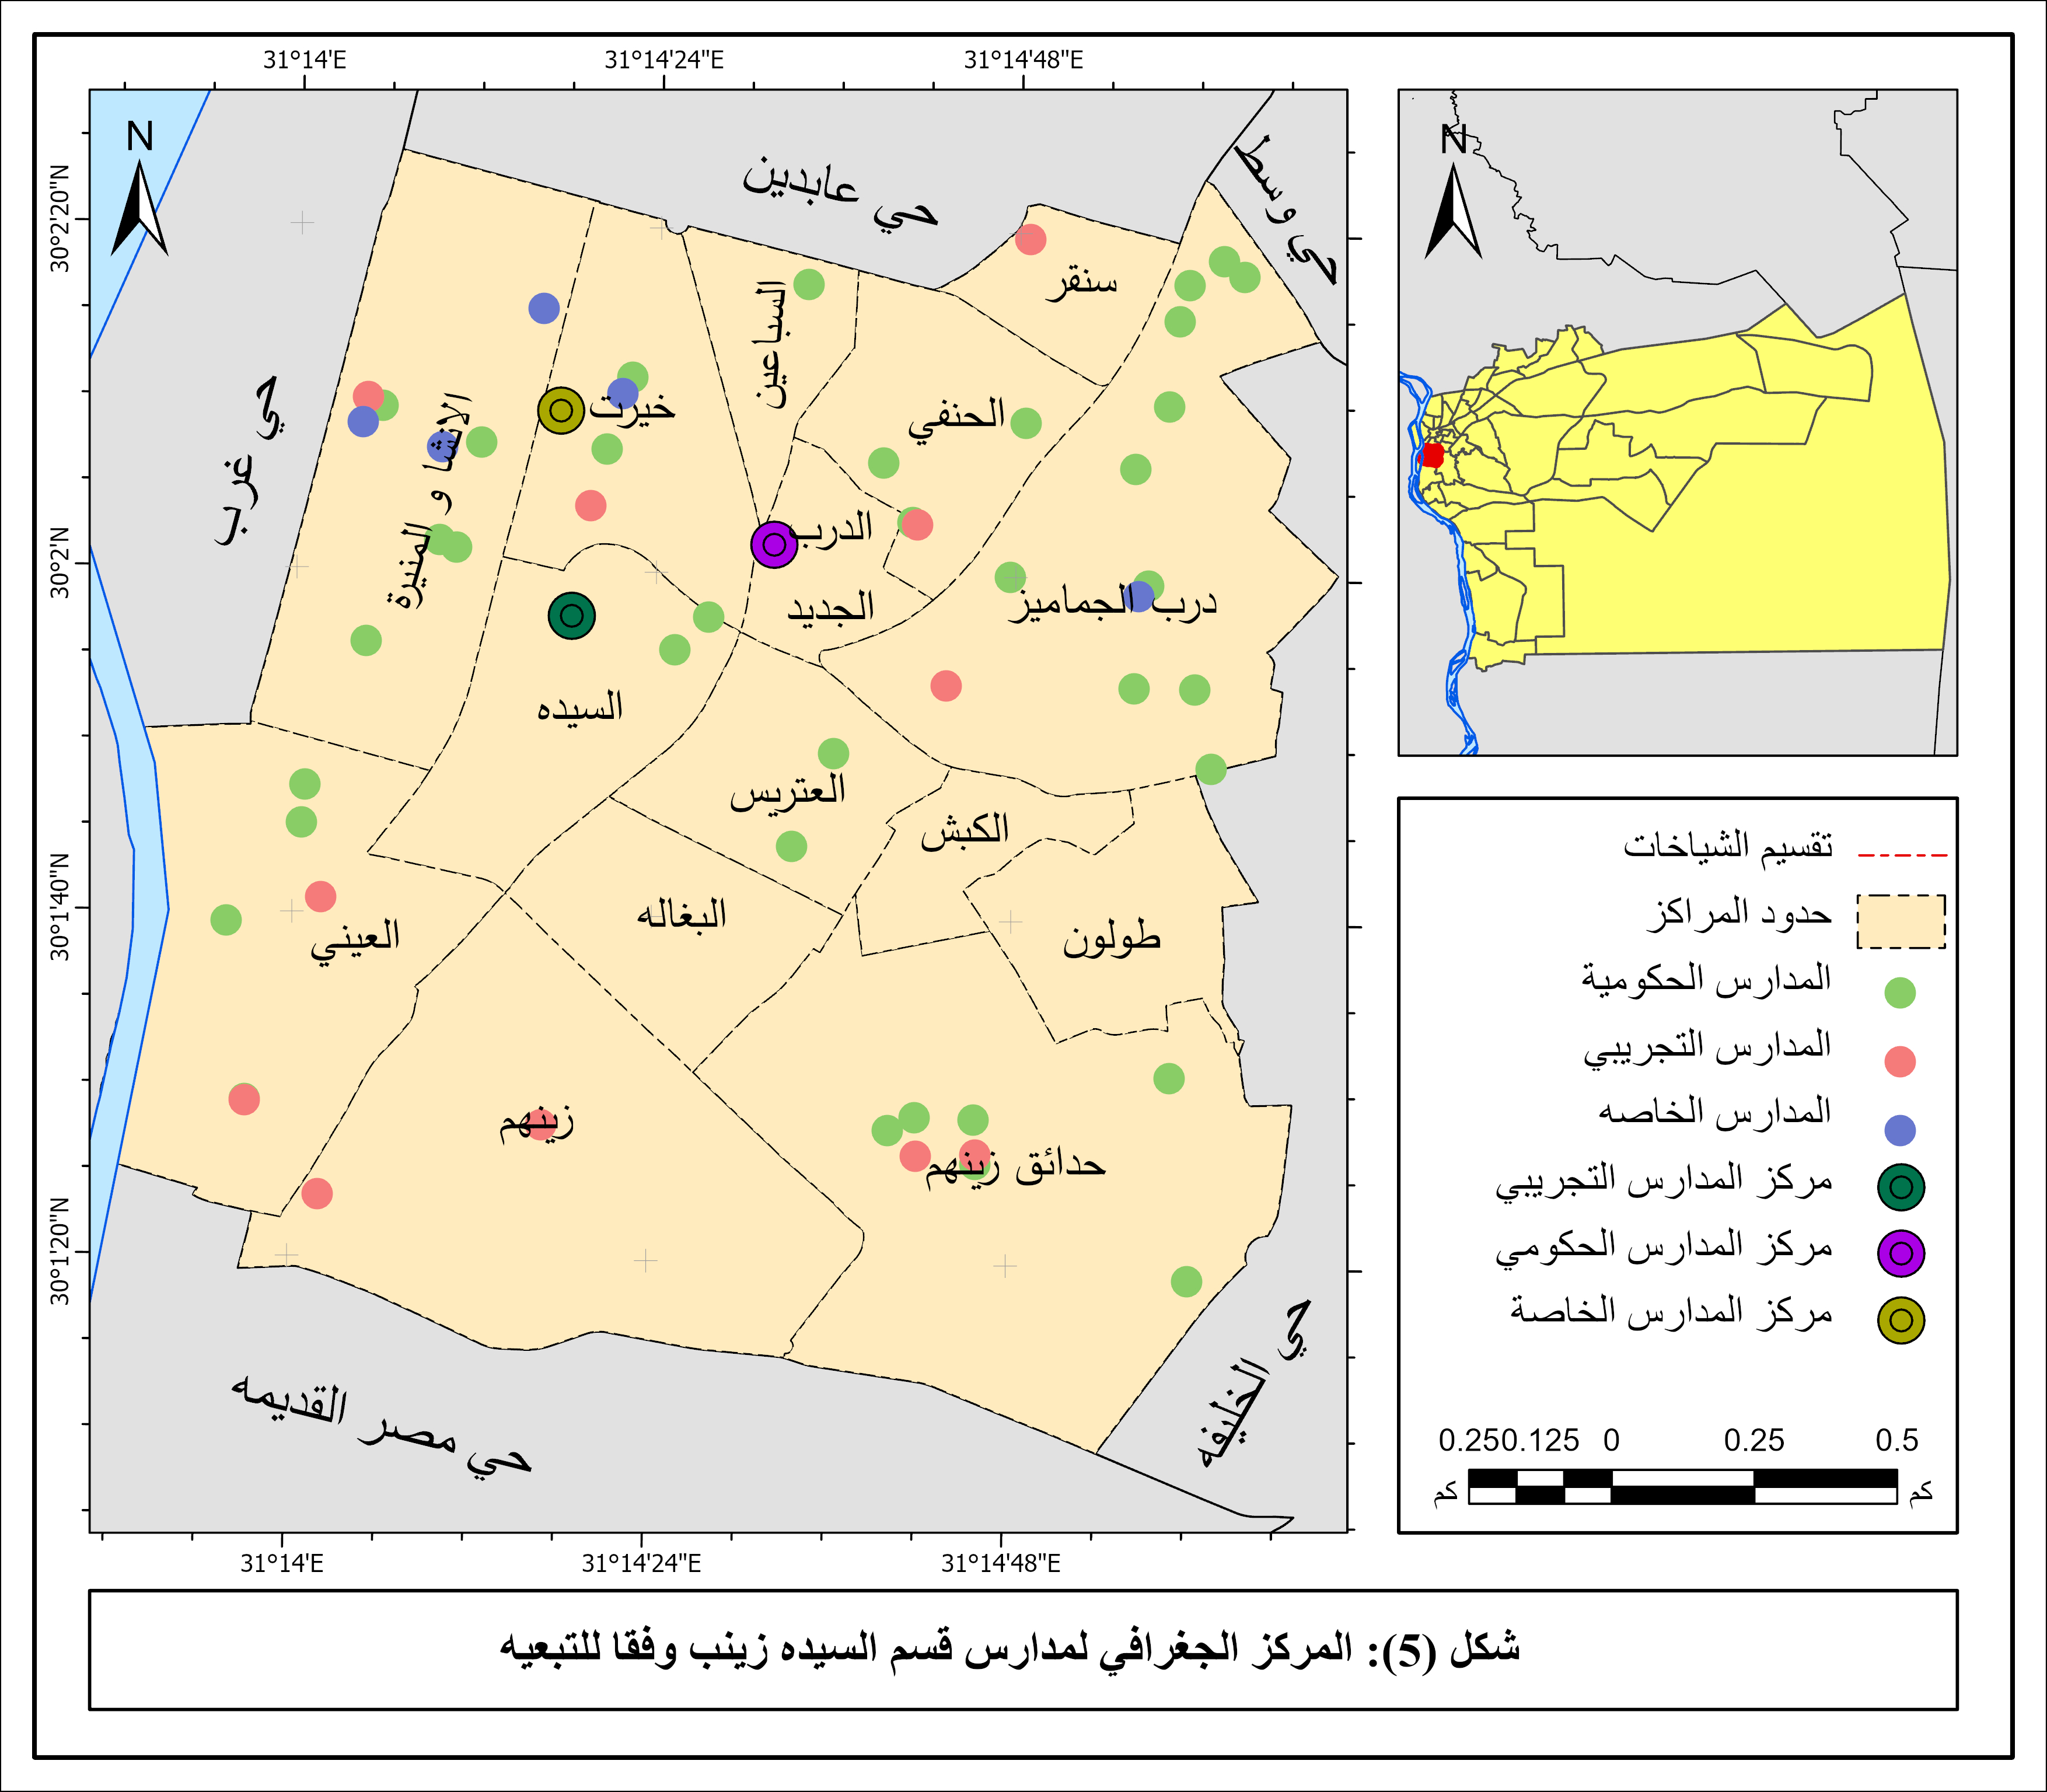 31°14'E 31°14'24"E 31°14'48"E
30°2'20"N
30°2'N
30°1'40"N
30°1'20"N
N
حي عابدين
حي وسط
حي غرب
سنقر
السباعين
خيرت
الحنفي
الانشا و المنيرة
الدرب
الجديد
درب الجماميز
السيده
العتريس
الكبش
البغاله
طولون
العيني
زينهم
حدائق زينهم
حي مصر القديمه
حي الخليفه
31°14'E 31°14'24"E 31°14'48"E
N
تقسيم الشياخات
حدود المراكز
المدارس الحكومية
المدارس التجريبي
المدارس الخاصه
مركز المدارس التجريبي
مركز المدارس الحكومي
مركز المدارس الخاصة
0.25 0.125 0 0.25 0.5
كم كم
شكل (5): المركز الجغرافي لمدارس قسم السيده زينب وفقا للتبعيه